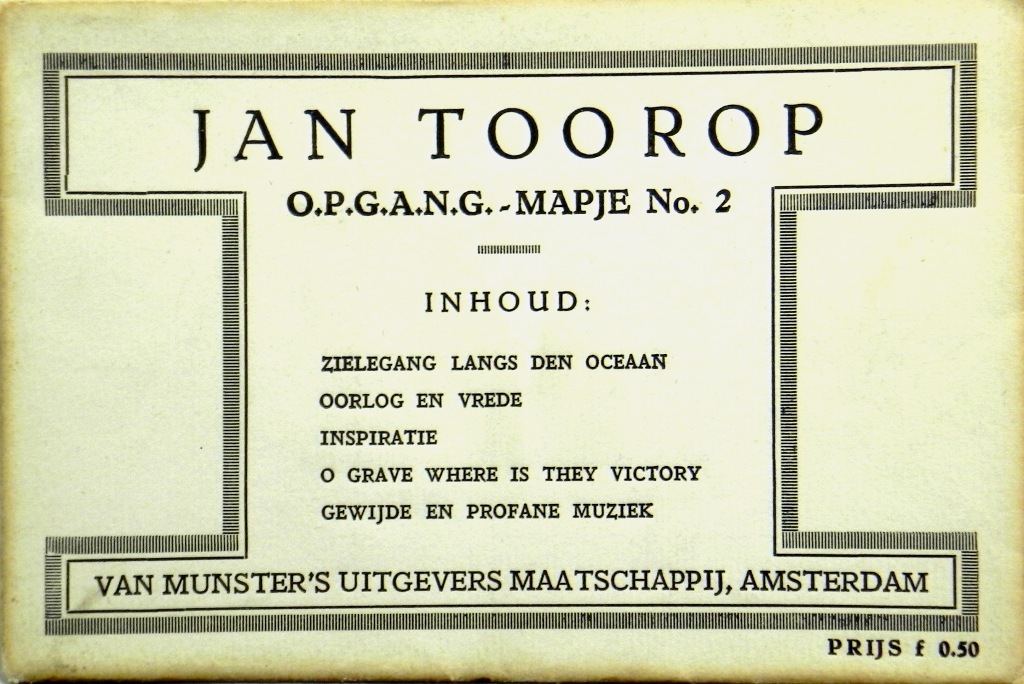 JAN TOOROP
O.P.G.A.N.G.-MAPJE No. 2
INHOUD:
ZIELEGANG LANGS DEN OCEAAN
OORLOG EN VREDE
INSPIRATIE
O GRAVE WHERE IS THEY VICTORY
GEWIJDE EN PROFANE MUZIEK
VAN MUNSTER'S UITGEVERS MAATSCHAPPIJ, AMSTERDAM
PRIJS f 0.50